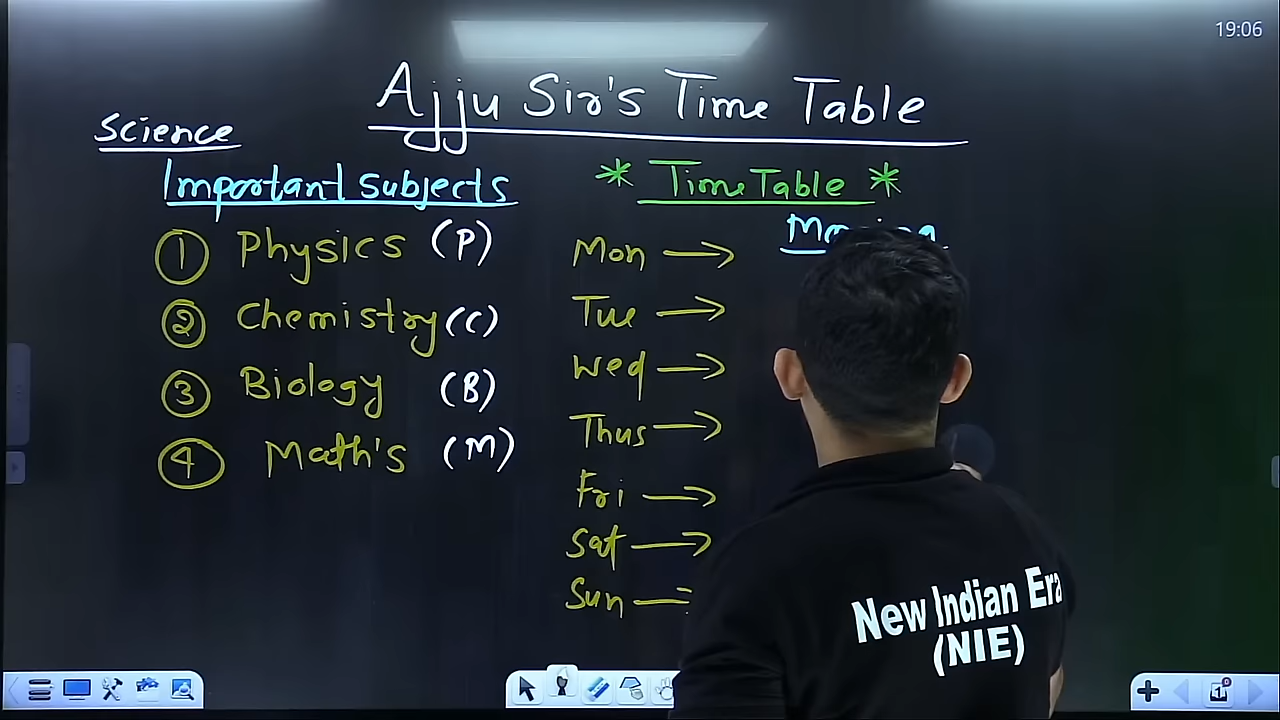 19:06
Ajju Sir's Time Table
Science
Important Subjects
1 Physics (P)
2 Chemistry (C)
3 Biology (B)
4 Math's (M)
* Time Table *
Mon →
Tue →
Wed →
Thus →
Fri →
Sat →
Sun
New Indian Era
(NIE)